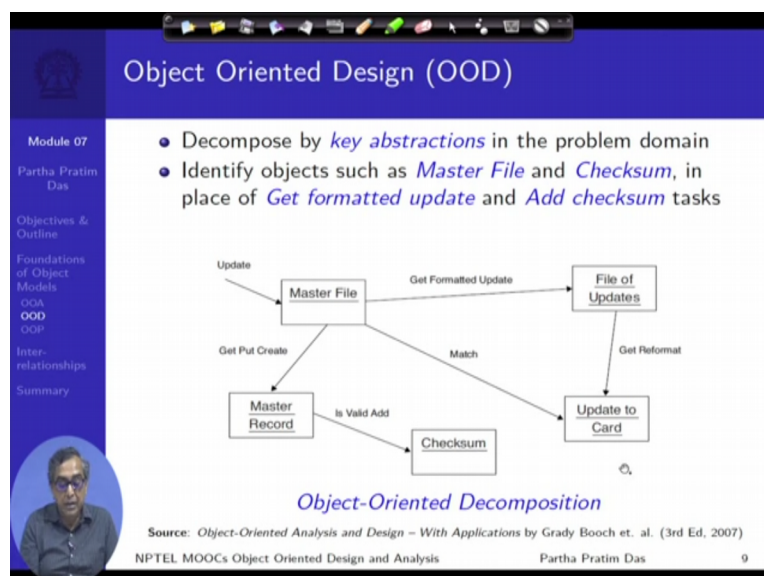 Object Oriented Design (OOD)
Module 07
Partha Pratim
Das
Objectives &
Outline
Foundations
of Object
Models
OOA
OOD
OOP
Inter-
relationships
Summary
Decompose by key abstractions in the problem domain
Identify objects such as Master File and Checksum, in
place of Get formatted update and Add checksum tasks
Update
Master File
Get Formatted Update
File of
Updates
Get Put Create
Match
Get Reformat
Master
Record
Is Valid Add
Checksum
Update to
Card
Object-Oriented Decomposition
Source: Object-Oriented Analysis and Design – With Applications by Grady Booch et. al. (3rd Ed, 2007)
NPTEL MOOCs Object Oriented Design and Analysis
Partha Pratim Das
9